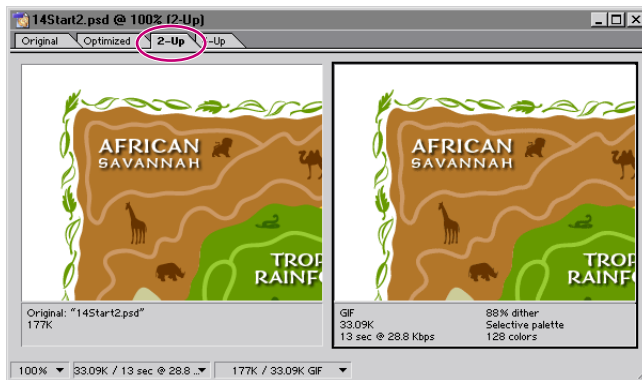 14Start2.psd @ 100% (2-Up)
Original Optimized 2-Up -Up
AFRICAN
SAVANNAH
TROP
RAINF
Original: "14Start2.psd"
177K
AFRICAN
SAVANNAH
TROP
RAINF
GIF 88% dither
33.09K Selective palette
13 sec @ 28.8 Kbps 128 colors
100% 33.09K / 13 sec @ 28.8 ... 177K / 33.09K GIF